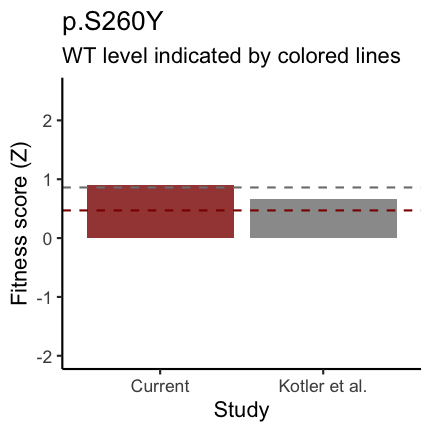 p.S260Y
WT level indicated by colored lines
Fitness score (Z)
2
1
0
-1
-2
Current
Kotler et al.
Study